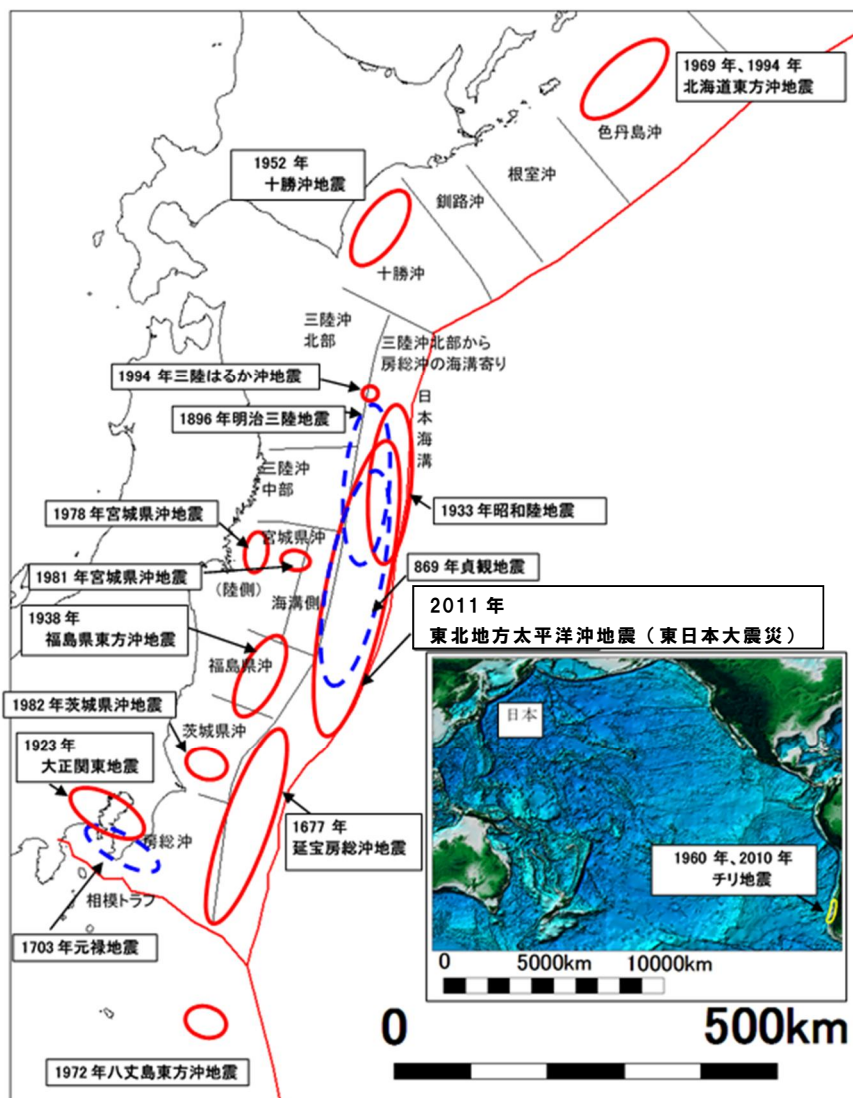 1969 年、1994 年
北海道東方沖地震
色丹島沖
1952 年
十勝沖地震
根室沖
釧路沖
十勝沖
三陸沖
北部
三陸沖北部から
房総沖の海溝寄り
1994 年三陸はるか沖地震
日本海溝
1896 年明治三陸地震
三陸沖
中部
1978 年宮城県沖地震
1933 年昭和陸地震
宮城県沖
1981 年宮城県沖地震
869 年貞観地震
(陸側)
海溝側
1938 年
福島県東方沖地震
2011 年
東北地方太平洋沖地震（東日本大震災）
福島県沖
1982 年茨城県沖地震
日本
茨城県沖
1923 年
大正関東地震
1677 年
延宝房総沖地震
房総沖
1960 年、2010 年
チリ地震
相模トラフ
1703 年元禄地震
0 5000km 10000km
0 500km
1972 年八丈島東方沖地震